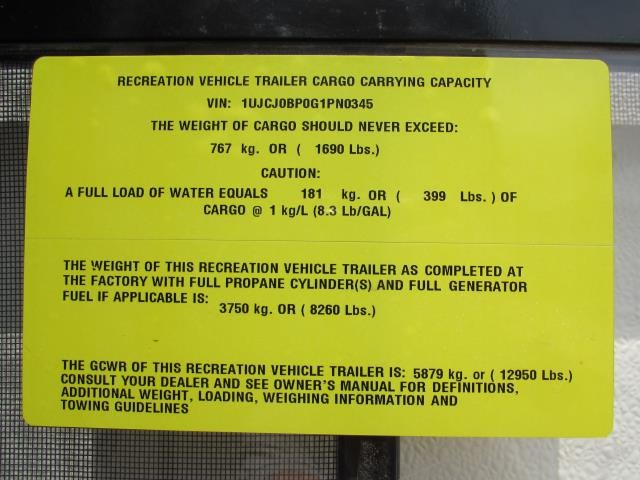 RECREATION VEHICLE TRAILER CARGO CARRYING CAPACITY
VIN: 1UJCJ0BP0G1PN0345
THE WEIGHT OF CARGO SHOULD NEVER EXCEED:
767 kg. OR ( 1690 Lbs.)
CAUTION:
A FULL LOAD OF WATER EQUALS 181 kg. OR ( 399 Lbs. ) OF
CARGO @ 1 kg/L (8.3 Lb/GAL)
THE WEIGHT OF THIS RECREATION VEHICLE TRAILER AS COMPLETED AT
THE FACTORY WITH FULL PROPANE CYLINDER(S) AND FULL GENERATOR
FUEL IF APPLICABLE IS:
3750 kg. OR ( 8260 Lbs.)
THE GCWR OF THIS RECREATION VEHICLE TRAILER IS: 5879 kg. or ( 12950 Lbs.)
CONSULT YOUR DEALER AND SEE OWNER'S MANUAL FOR DEFINITIONS,
ADDITIONAL WEIGHT, LOADING, WEIGHING INFORMATION AND
TOWING GUIDELINES